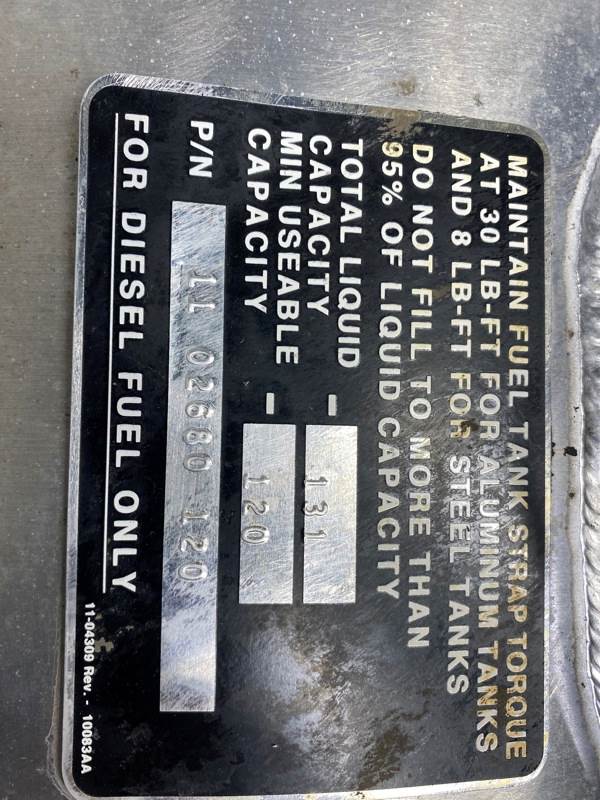 MAINTAIN FUEL TANK STRAP TORQUE
AT 30 LB-FT FOR ALUMINUM TANKS
AND 8 LB-FT FOR STEEL TANKS
DO NOT FILL TO MORE THAN
95% OF LIQUID CAPACITY
TOTAL LIQUID
CAPACITY - 131
MIN USEABLE
CAPACITY - 120
P/N 11 02680 120
FOR DIESEL FUEL ONLY
11-04309 Rev. - 10083AA